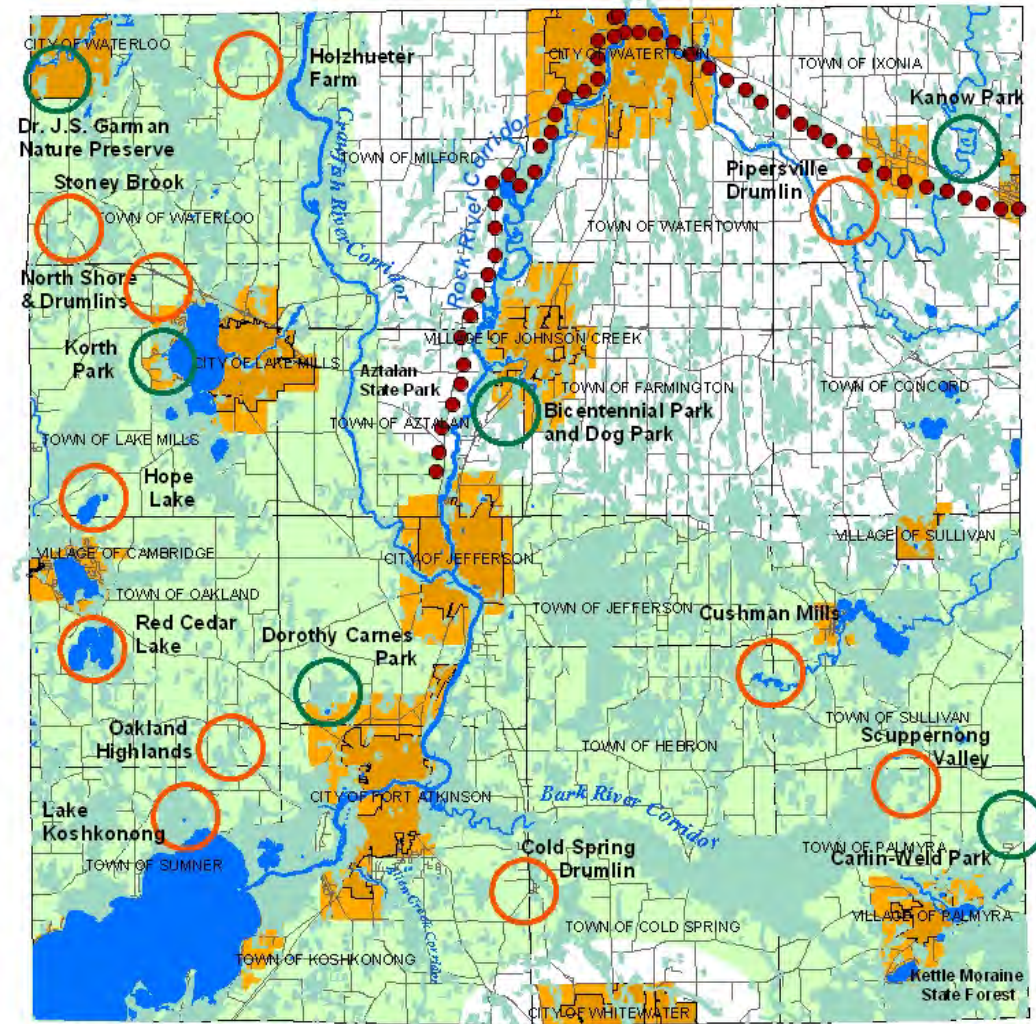 CITY OF WATERLOO
Holzhueter
Farm
CITY OF WATERTOWN
TOWN OF IXONIA
Kanow Park
Dr. J.S. Garman
Nature Preserve
Crawfish River Corridor
TOWN OF MILFORD
Rock River Corridor
Pipersville
Drumlin
Stoney Brook
TOWN OF WATERLOO
TOWN OF WATERTOWN
North Shore
& Drumlins
Korth
Park
CITY OF LAKE MILLS
VILLAGE OF JOHNSON CREEK
Aztalan
State Park
TOWN OF FARMINGTON
TOWN OF CONCORD
TOWN OF AZTALAN
Bicentennial Park
and Dog Park
TOWN OF LAKE MILLS
Hope
Lake
VILLAGE OF SULLIVAN
VILLAGE OF CAMBRIDGE
CITY OF JEFFERSON
TOWN OF OAKLAND
TOWN OF JEFFERSON
Cushman Mills
Red Cedar
Lake
Dorothy Carnes
Park
TOWN OF SULLIVAN
Oakland
Highlands
TOWN OF HEBRON
Scuppernong
Valley
CITY OF FORT ATKINSON
Bark River Corridor
Lake
Koshkonong
TOWN OF SUMNER
Cold Spring
Drumlin
TOWN OF PALMYRA
Carlin-Weld Park
Allen Creek Corridor
VILLAGE OF PALMYRA
TOWN OF COLD SPRING
TOWN OF KOSHKONONG
Kettle Moraine
State Forest
CITY OF WHITEWATER